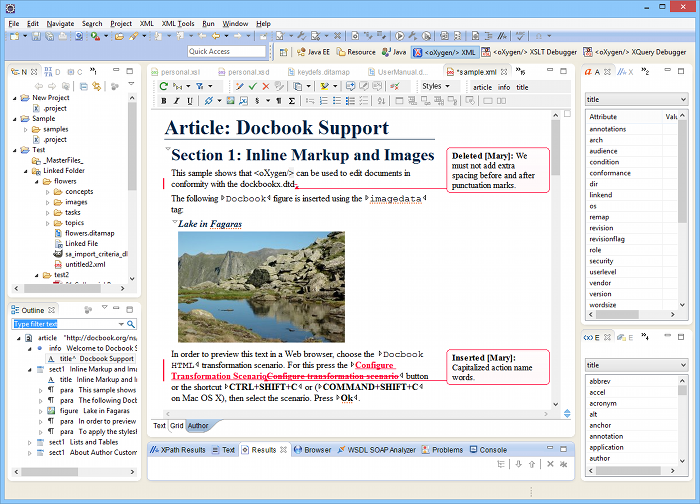 File Edit Navigate Search Project XML XML Tools Run Window Help
Quick Access
Java EE Resource Java <oXygen/> XML <oXygen/> XSLT Debugger <oXygen/> XQuery Debugger
N D C
personal.xsl personal.xsd keydefs.ditamap UserManual.d... *sample.xml
A X
B I U
Styles
article info title
New Project
.project
Sample
samples
.project
Test
_MasterFiles_
Linked Folder
flowers
concepts
images
tasks
topics
flowers.ditamap
Linked File
sa_import_criteria_dl
untitled2.xml
test2
Outline
Type filter text
article "http://docbook.org/ns
info Welcome to Docbook S
title^ Docbook Support
sect1 Inline Markup and Ima
title Inline Markup and Im
para This sample shows that
para The following Docb
figure Lake in Fagaras
para In order to preview
para To apply the styleshe
sect1 Lists and Tables
sect1 About Author Custom
Article: Docbook Support
Section 1: Inline Markup and Images
This sample shows that <oXygen/> can be used to edit documents in
conformity with the dockbookx.dtd.
The following Docbook figure is inserted using the imagedata
tag:
Lake in Fagaras
In order to preview this text in a Web browser, choose the Docbook
HTML transformation scenario. For this press the Configure
Transformation ScenarioConfigure transformation scenario button
or the shortcut CTRL+SHIFT+C or (COMMAND+SHIFT+C
on Mac OS X), then select the scenario. Press Ok.
Deleted [Mary]: We
must not add extra
spacing before and after
punctuation marks.
Inserted [Mary]:
Capitalized action name
words.
Text Grid Author
XPath Results Text Results Browser WSDL SOAP Analyzer Problems Console
title
Attribute Valu
annotations
arch
audience
condition
conformance
dir
linkend
os
remap
revision
revisionflag
role
security
userlevel
vendor
version
wordsize
E E
title
abbrev
accel
acronym
alt
anchor
annotation
application
author